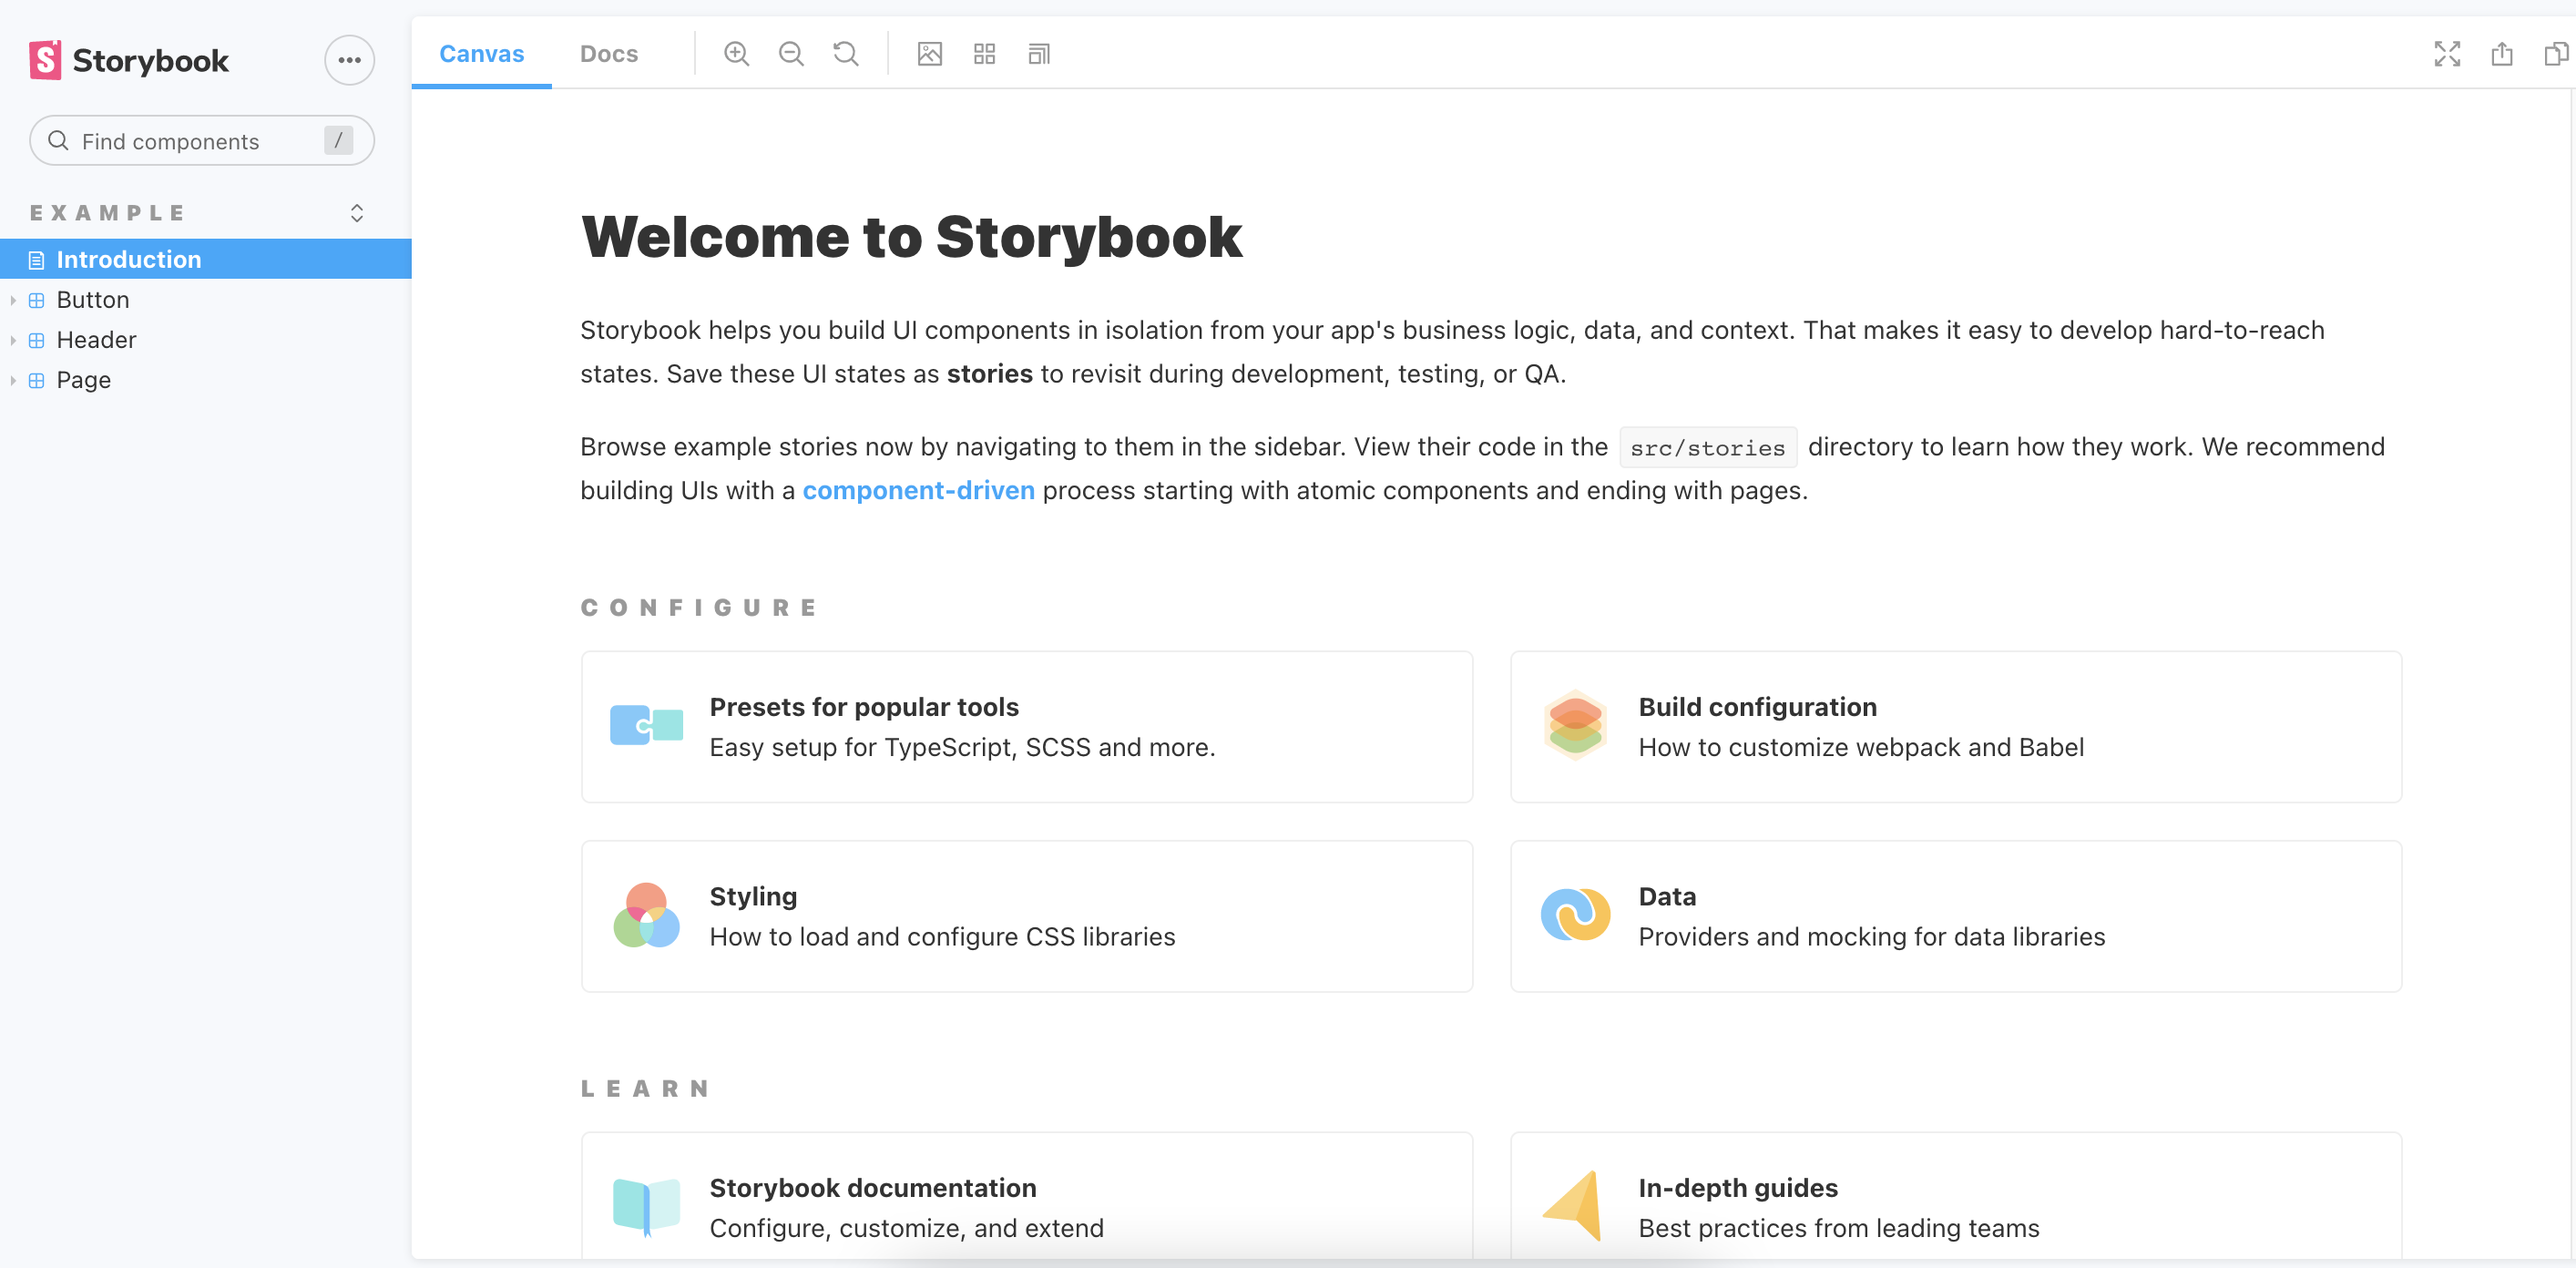 Storybook
Find components /
EXAMPLE
Introduction
Button
Header
Page
Canvas Docs
Welcome to Storybook
Storybook helps you build UI components in isolation from your app's business logic, data, and context. That makes it easy to develop hard-to-reach
states. Save these UI states as stories to revisit during development, testing, or QA.
Browse example stories now by navigating to them in the sidebar. View their code in the src/stories directory to learn how they work. We recommend
building UIs with a component-driven process starting with atomic components and ending with pages.
CONFIGURE
Presets for popular tools
Easy setup for TypeScript, SCSS and more.
Build configuration
How to customize webpack and Babel
Styling
How to load and configure CSS libraries
Data
Providers and mocking for data libraries
LEARN
Storybook documentation
Configure, customize, and extend
In-depth guides
Best practices from leading teams